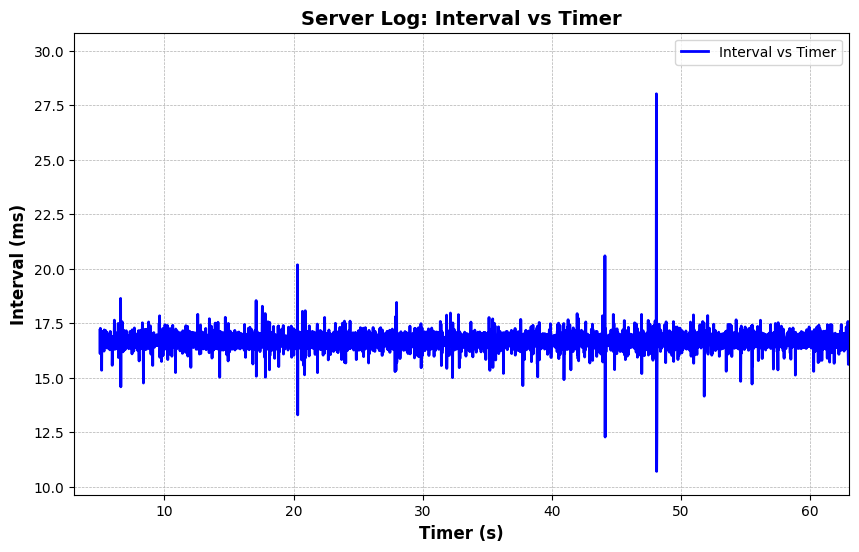 Server Log: Interval vs Timer
Interval vs Timer
30.0
27.5
25.0
22.5
20.0
17.5
15.0
12.5
10.0
Interval (ms)
10 20 30 40 50 60
Timer (s)